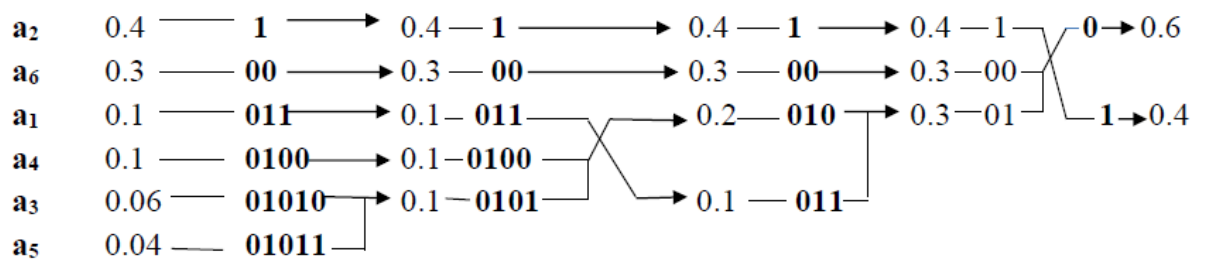 a₂ 0.4 1 0.4 1 0.4 1 0.4 1 0 0.6
a₆ 0.3 00 0.3 00 0.3 00 0.3 00
a₁ 0.1 011 0.1 011 0.2 010 0.3 01 1 0.4
a₄ 0.1 0100 0.1 0100
a₃ 0.06 01010 0.1 0101 0.1 011
a₅ 0.04 01011